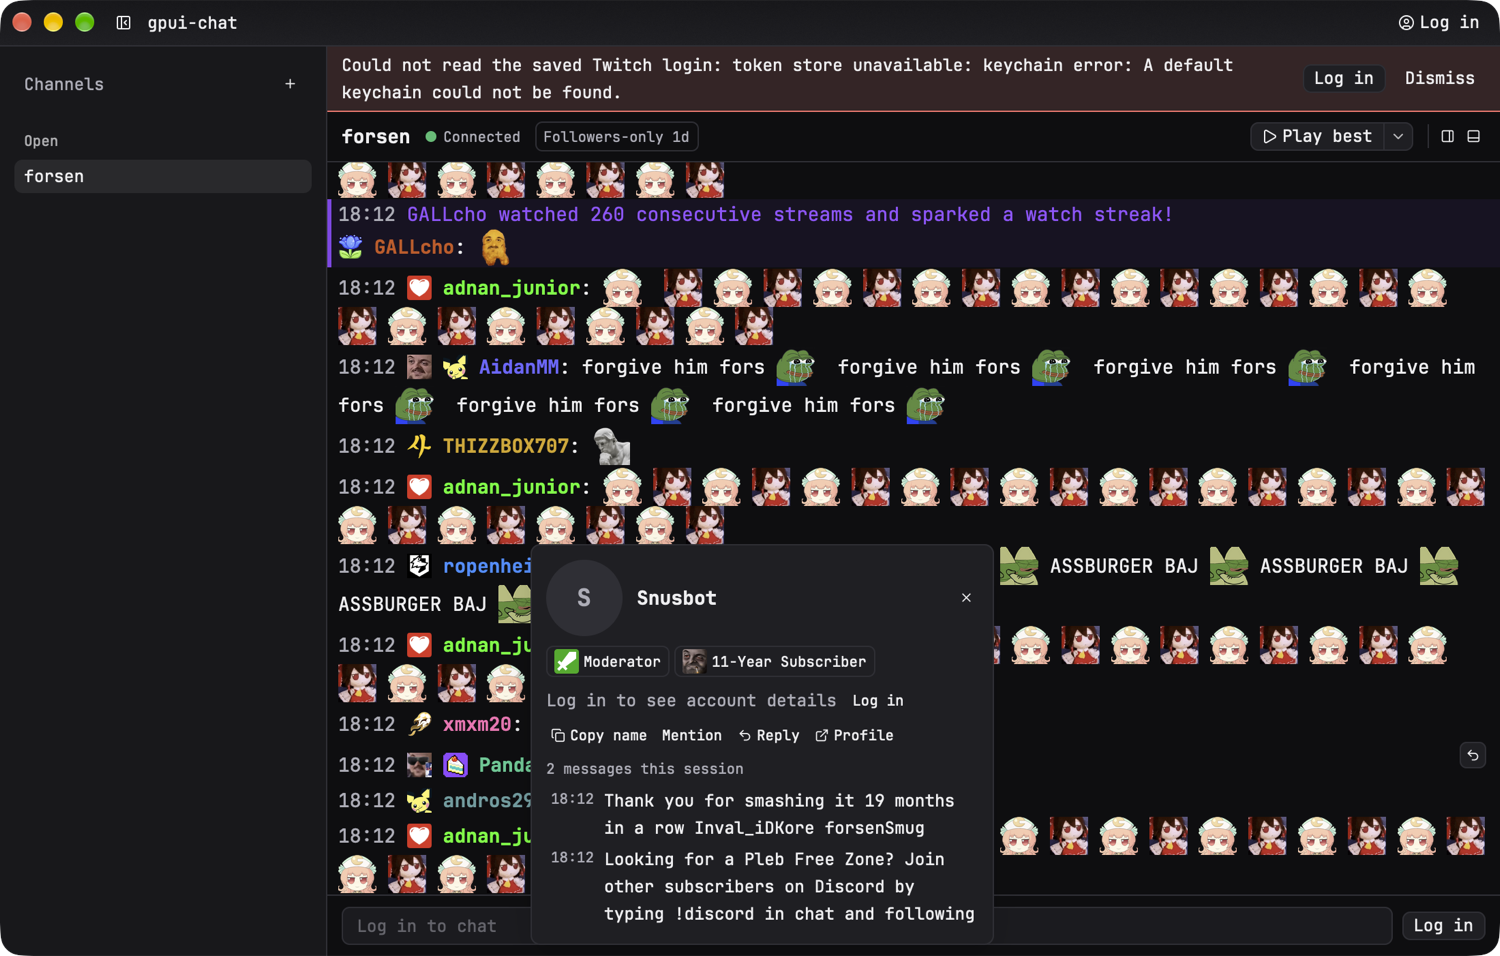 gpui-chat
Log in
Channels
+
Open
forsen
Could not read the saved Twitch login: token store unavailable: keychain error: A default
keychain could not be found.
Log in
Dismiss
forsen
Connected
Followers-only 1d
Play best
18:12 GALLcho watched 260 consecutive streams and sparked a watch streak!
GALLcho:
18:12 adnan_junior:
18:12 AidanMM: forgive him fors forgive him fors forgive him fors forgive him
fors forgive him fors forgive him fors
18:12 THIZZBOX707:
18:12 adnan_junior:
18:12 ropenhei ASSBURGER BAJ ASSBURGER BAJ
ASSBURGER BAJ
18:12 adnan_ju
18:12 xmxm20:
18:12 Panda
18:12 andros29
18:12 adnan_ju
S
Snusbot
Moderator
11-Year Subscriber
Log in to see account details Log in
Copy name Mention Reply Profile
2 messages this session
18:12 Thank you for smashing it 19 months
in a row Inval_iDKore forsenSmug
18:12 Looking for a Pleb Free Zone? Join
other subscribers on Discord by
typing !discord in chat and following
Log in to chat
Log in